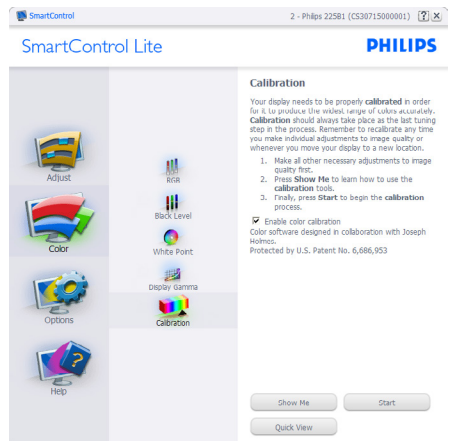 SmartControl
2 - Philips 225B1 (CS30715000001)
SmartControl Lite
PHILIPS
Adjust
Color
Options
Help
RGB
Black Level
White Point
Display Gamma
Calibration
Calibration
Your display needs to be properly calibrated in order
for it to produce the widest range of colors accurately.
Calibration should always take place as the last tuning
step in the process. Remember to recalibrate any time
you make individual adjustments to image quality or
whenever you move your display to a new location.
1. Make all other necessary adjustments to image
quality first.
2. Press Show Me to learn how to use the
calibration tools.
3. Finally, press Start to begin the calibration
process.
Enable color calibration
Color software designed in collaboration with Joseph
Holmes.
Protected by U.S. Patent No. 6,686,953
Show Me
Start
Quick View